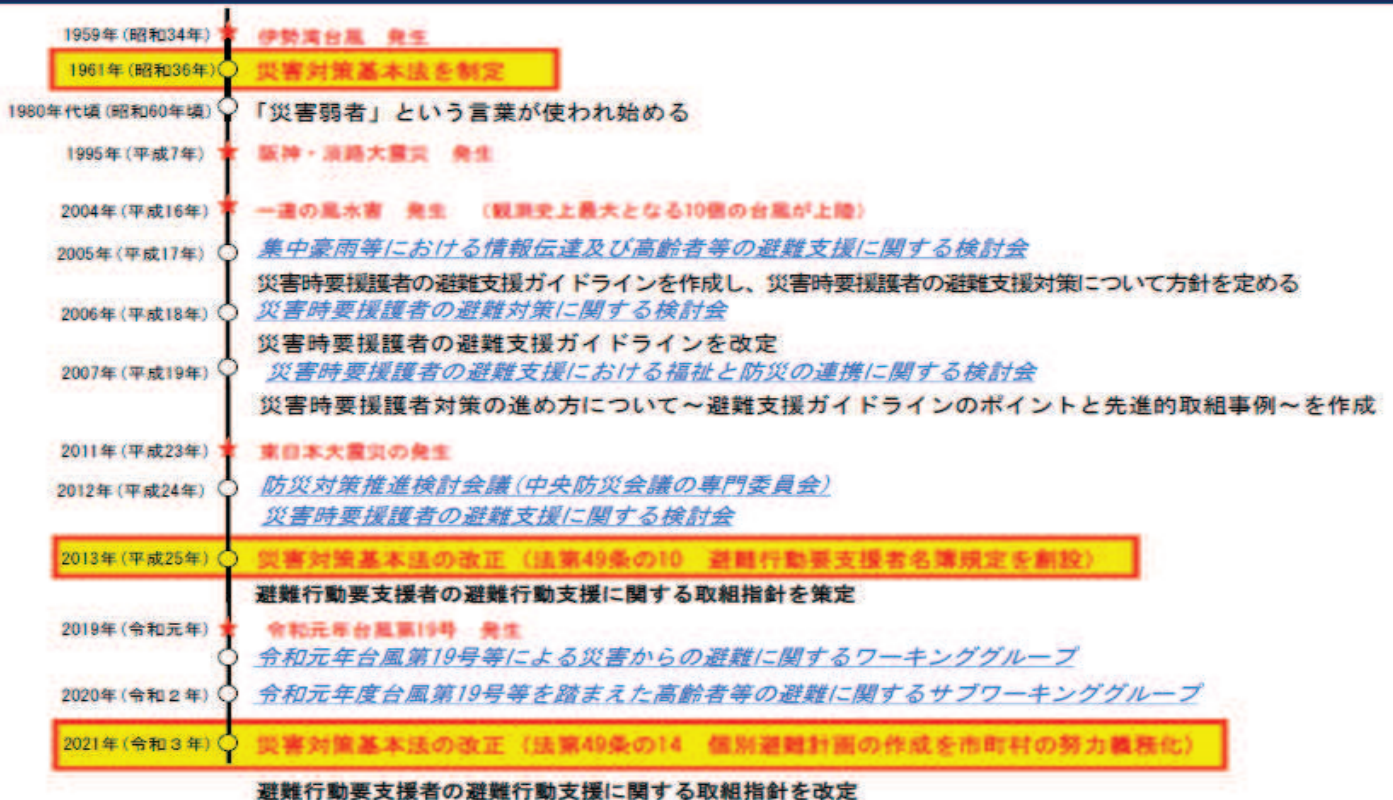 1959年(昭和34年) 伊勢湾台風 発生
1961年(昭和36年) 災害対策基本法を制定
1980年代頃(昭和60年頃) 「災害弱者」という言葉が使われ始める
1995年(平成7年) 阪神・淡路大震災 発生
2004年(平成16年) 一連の風水害 発生 (観測史上最大となる10個の台風が上陸)
2005年(平成17年) 集中豪雨等における情報伝達及び高齢者等の避難支援に関する検討会
災害時要援護者の避難支援ガイドラインを作成し、災害時要援護者の避難支援対策について方針を定める
2006年(平成18年) 災害時要援護者の避難対策に関する検討会
災害時要援護者の避難支援ガイドラインを改定
2007年(平成19年) 災害時要援護者の避難支援における福祉と防災の連携に関する検討会
災害時要援護者対策の進め方について～避難支援ガイドラインのポイントと先進的取組事例～を作成
2011年(平成23年) 東日本大震災の発生
2012年(平成24年) 防災対策推進検討会議(中央防災会議の専門委員会)
災害時要援護者の避難支援に関する検討会
2013年(平成25年) 災害対策基本法の改正(法第49条の10 避難行動要支援者名簿規定を創設)
避難行動要支援者の避難行動支援に関する取組指針を策定
2019年(令和元年) 令和元年台風第19号 発生
令和元年台風第19号等による災害からの避難に関するワーキンググループ
2020年(令和2年) 令和元年度台風第19号等を踏まえた高齢者等の避難に関するサブワーキンググループ
2021年(令和3年) 災害対策基本法の改正(法第49条の14 個別避難計画の作成を市町村の努力義務化)
避難行動要支援者の避難行動支援に関する取組指針を改定